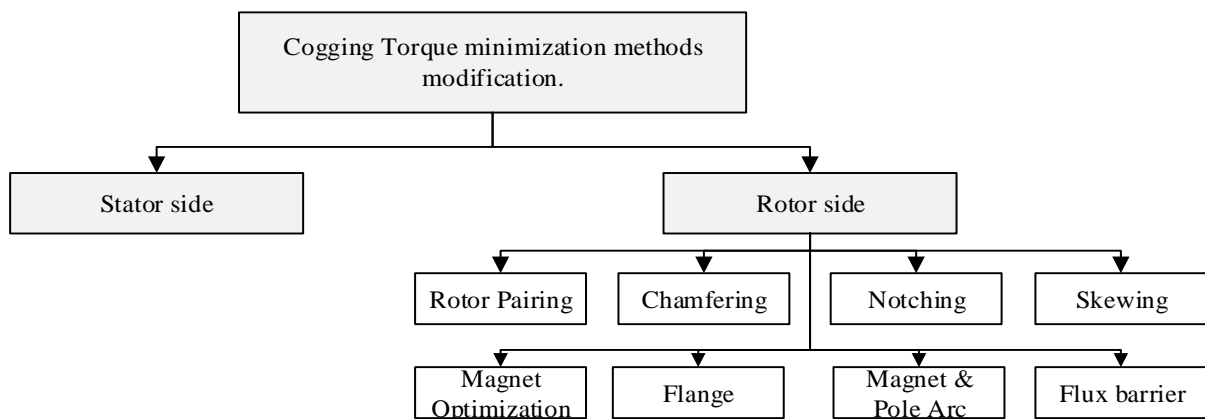 Cogging Torque minimization methods
modification.
Stator side
Rotor side
Rotor Pairing
Chamfering
Notching
Skewing
Magnet
Optimization
Flange
Magnet &
Pole Arc
Flux barrier